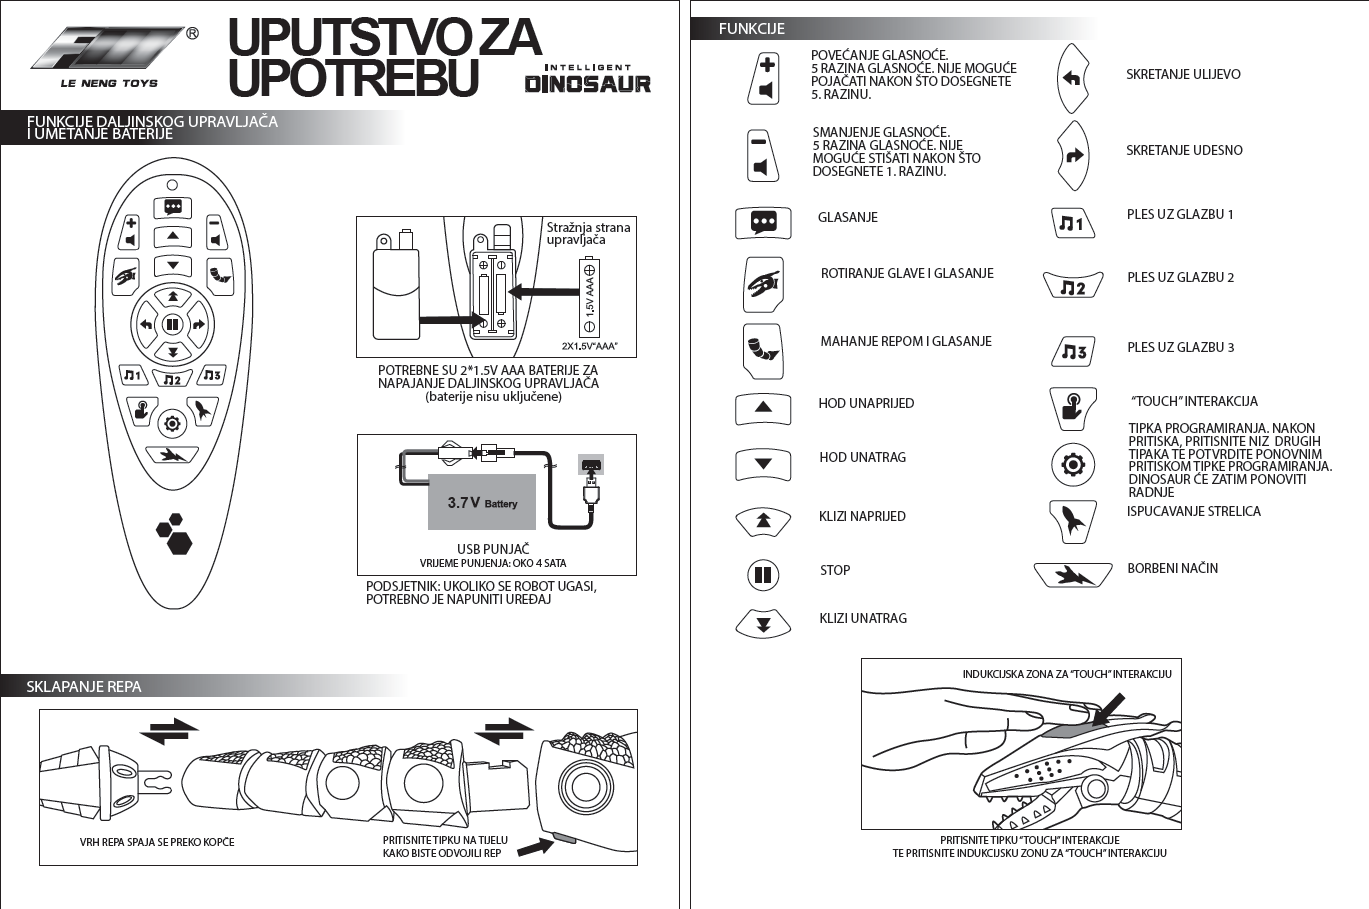 FW ®
LE NENG TOYS
UPUTSTVO ZA
UPOTREBU
INTELLIGENT
DINOSAUR
FUNKCIJE DALJINSKOG UPRAVLJAČA
I UMETANJE BATERIJE
1
2
3
Stražnja strana
upravljača
1.5V AAA
2X1.5V"AAA"
POTREBNE SU 2*1.5V AAA BATERIJE ZA
NAPAJANJE DALJINSKOG UPRAVLJAČA
(baterije nisu uključene)
3.7V Battery
USB PUNJAČ
VRIJEME PUNJENJA: OKO 4 SATA
PODSJETNIK: UKOLIKO SE ROBOT UGASI,
POTREBNO JE NAPUNITI UREĐAJ
SKLAPANJE REPA
VRH REPA SPAJA SE PREKO KOPČE
PRITISNITE TIPKU NA TIJELU
KAKO BISTE ODVOJILI REP
FUNKCIJE
POVEĆANJE GLASNOĆE.
5 RAZINA GLASNOĆE. NIJE MOGUĆE
POJAČATI NAKON ŠTO DOSEGNETE
5. RAZINU.
SMANJENJE GLASNOĆE.
5 RAZINA GLASNOĆE. NIJE
MOGUĆE STIŠATI NAKON ŠTO
DOSEGNETE 1. RAZINU.
GLASANJE
ROTIRANJE GLAVE I GLASANJE
MAHANJE REPOM I GLASANJE
HOD UNAPRIJED
HOD UNATRAG
KLIZI NAPRIJED
STOP
KLIZI UNATRAG
SKRETANJE ULIJEVO
SKRETANJE UDESNO
1
PLES UZ GLAZBU 1
2
PLES UZ GLAZBU 2
3
PLES UZ GLAZBU 3
“TOUCH” INTERAKCIJA
TIPKA PROGRAMIRANJA. NAKON
PRITISKA, PRITISNITE NIZ DRUGIH
TIPAKA TE POTVRDITE PONOVNIM
PRITISKOM TIPKE PROGRAMIRANJA.
DINOSAUR ĆE ZATIM PONOVITI
RADNJE
ISPUCAVANJE STRELICA
BORBENI NAČIN
INDUKCIJSKA ZONA ZA “TOUCH” INTERAKCIJU
PRITISNITE TIPKU “TOUCH” INTERAKCIJE
TE PRITISNITE INDUKCIJSKU ZONU ZA “TOUCH” INTERAKCIJU